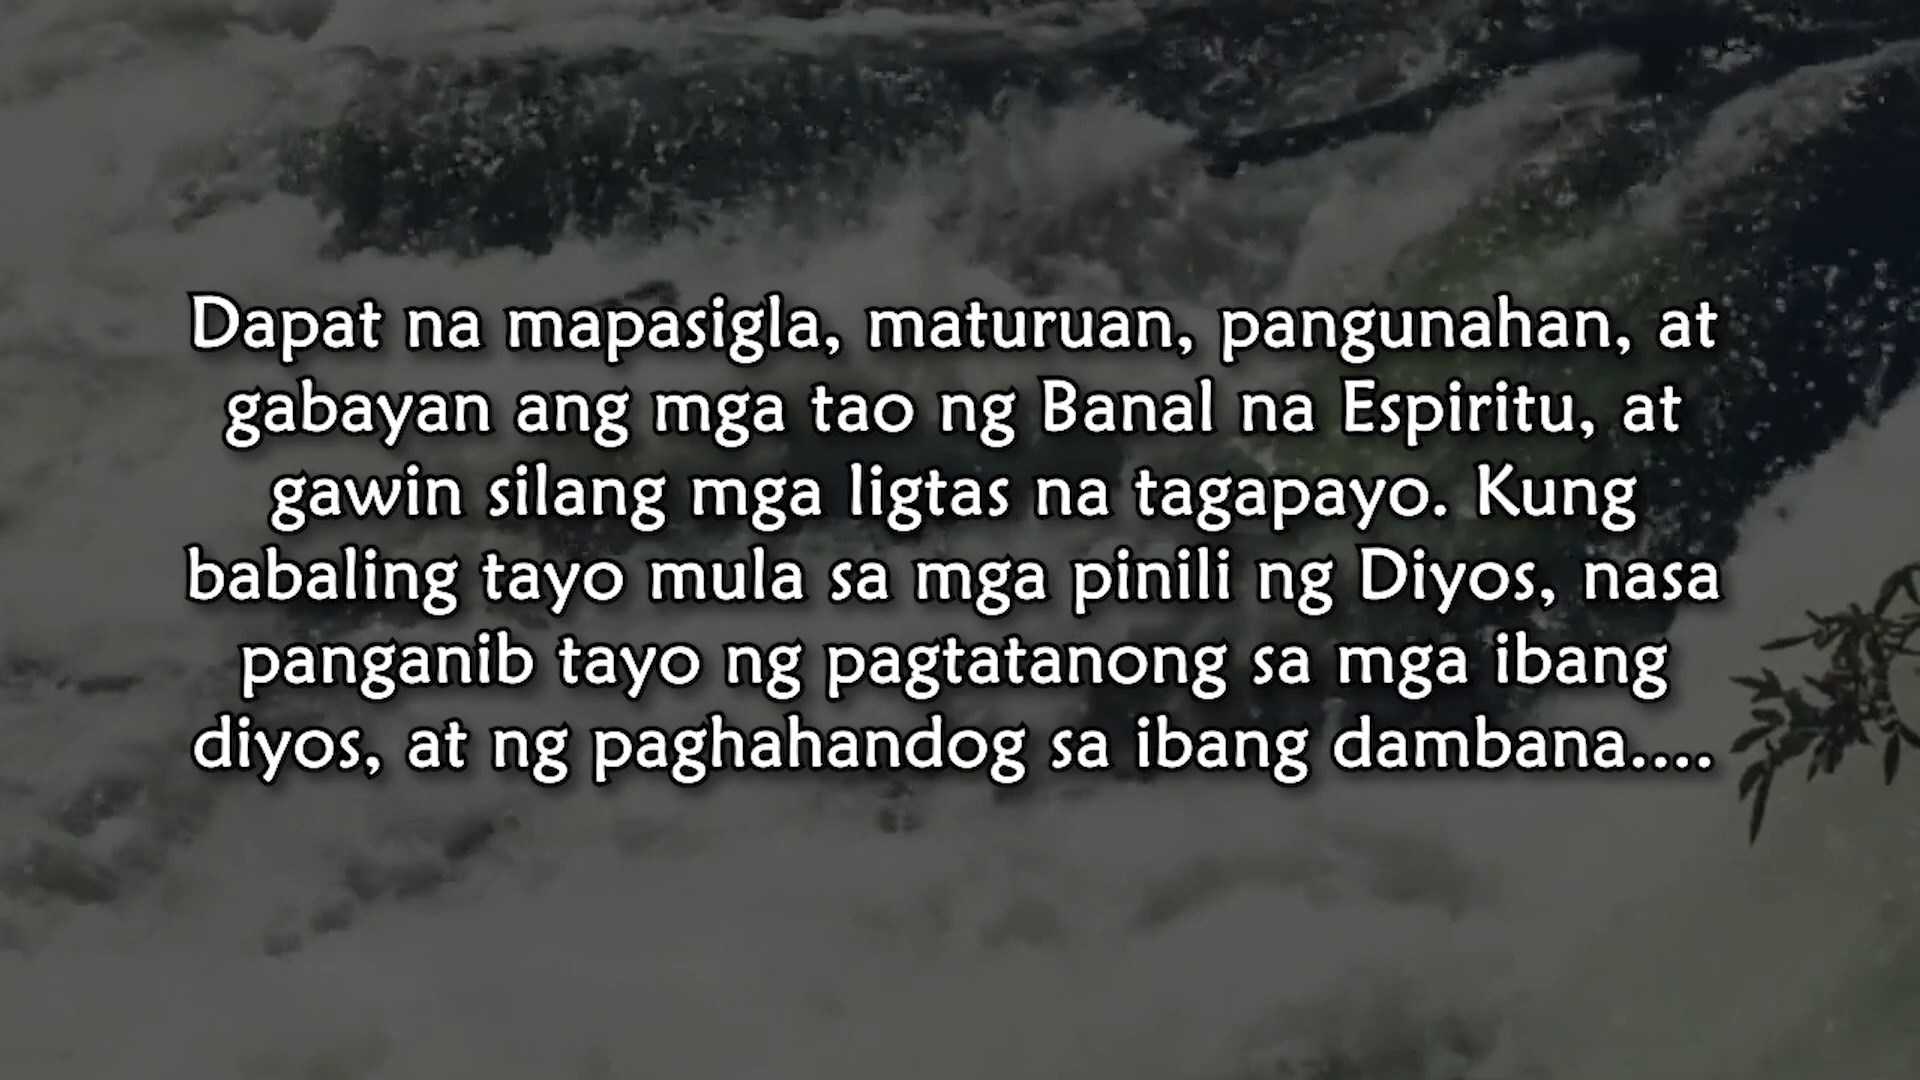 Dapat na mapasigla, maturuan, pangunahan, at
gabayan ang mga tao ng Banal na Espiritu, at
gawin silang mga ligtas na tagapayo. Kung
babaling tayo mula sa mga pinili ng Diyos, nasa
panganib tayo ng pagtatanong sa mga ibang
diyos, at ng paghahandog sa ibang dambana....